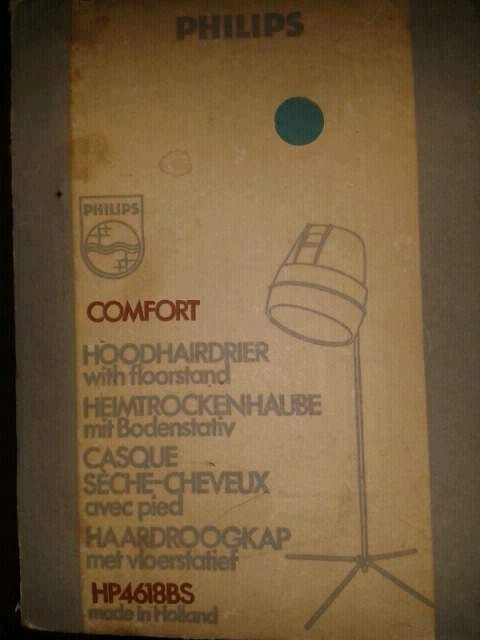 PHILIPS
PHILIPS
COMFORT
HOODHAIRDRIER
with floorstand
HEIMTROCKENHAUBE
mit Bodenstativ
CASQUE
SÈCHE-CHEVEUX
avec pied
HAARDROOGKAP
met vloerstatief
HP4618BS
made in Holland